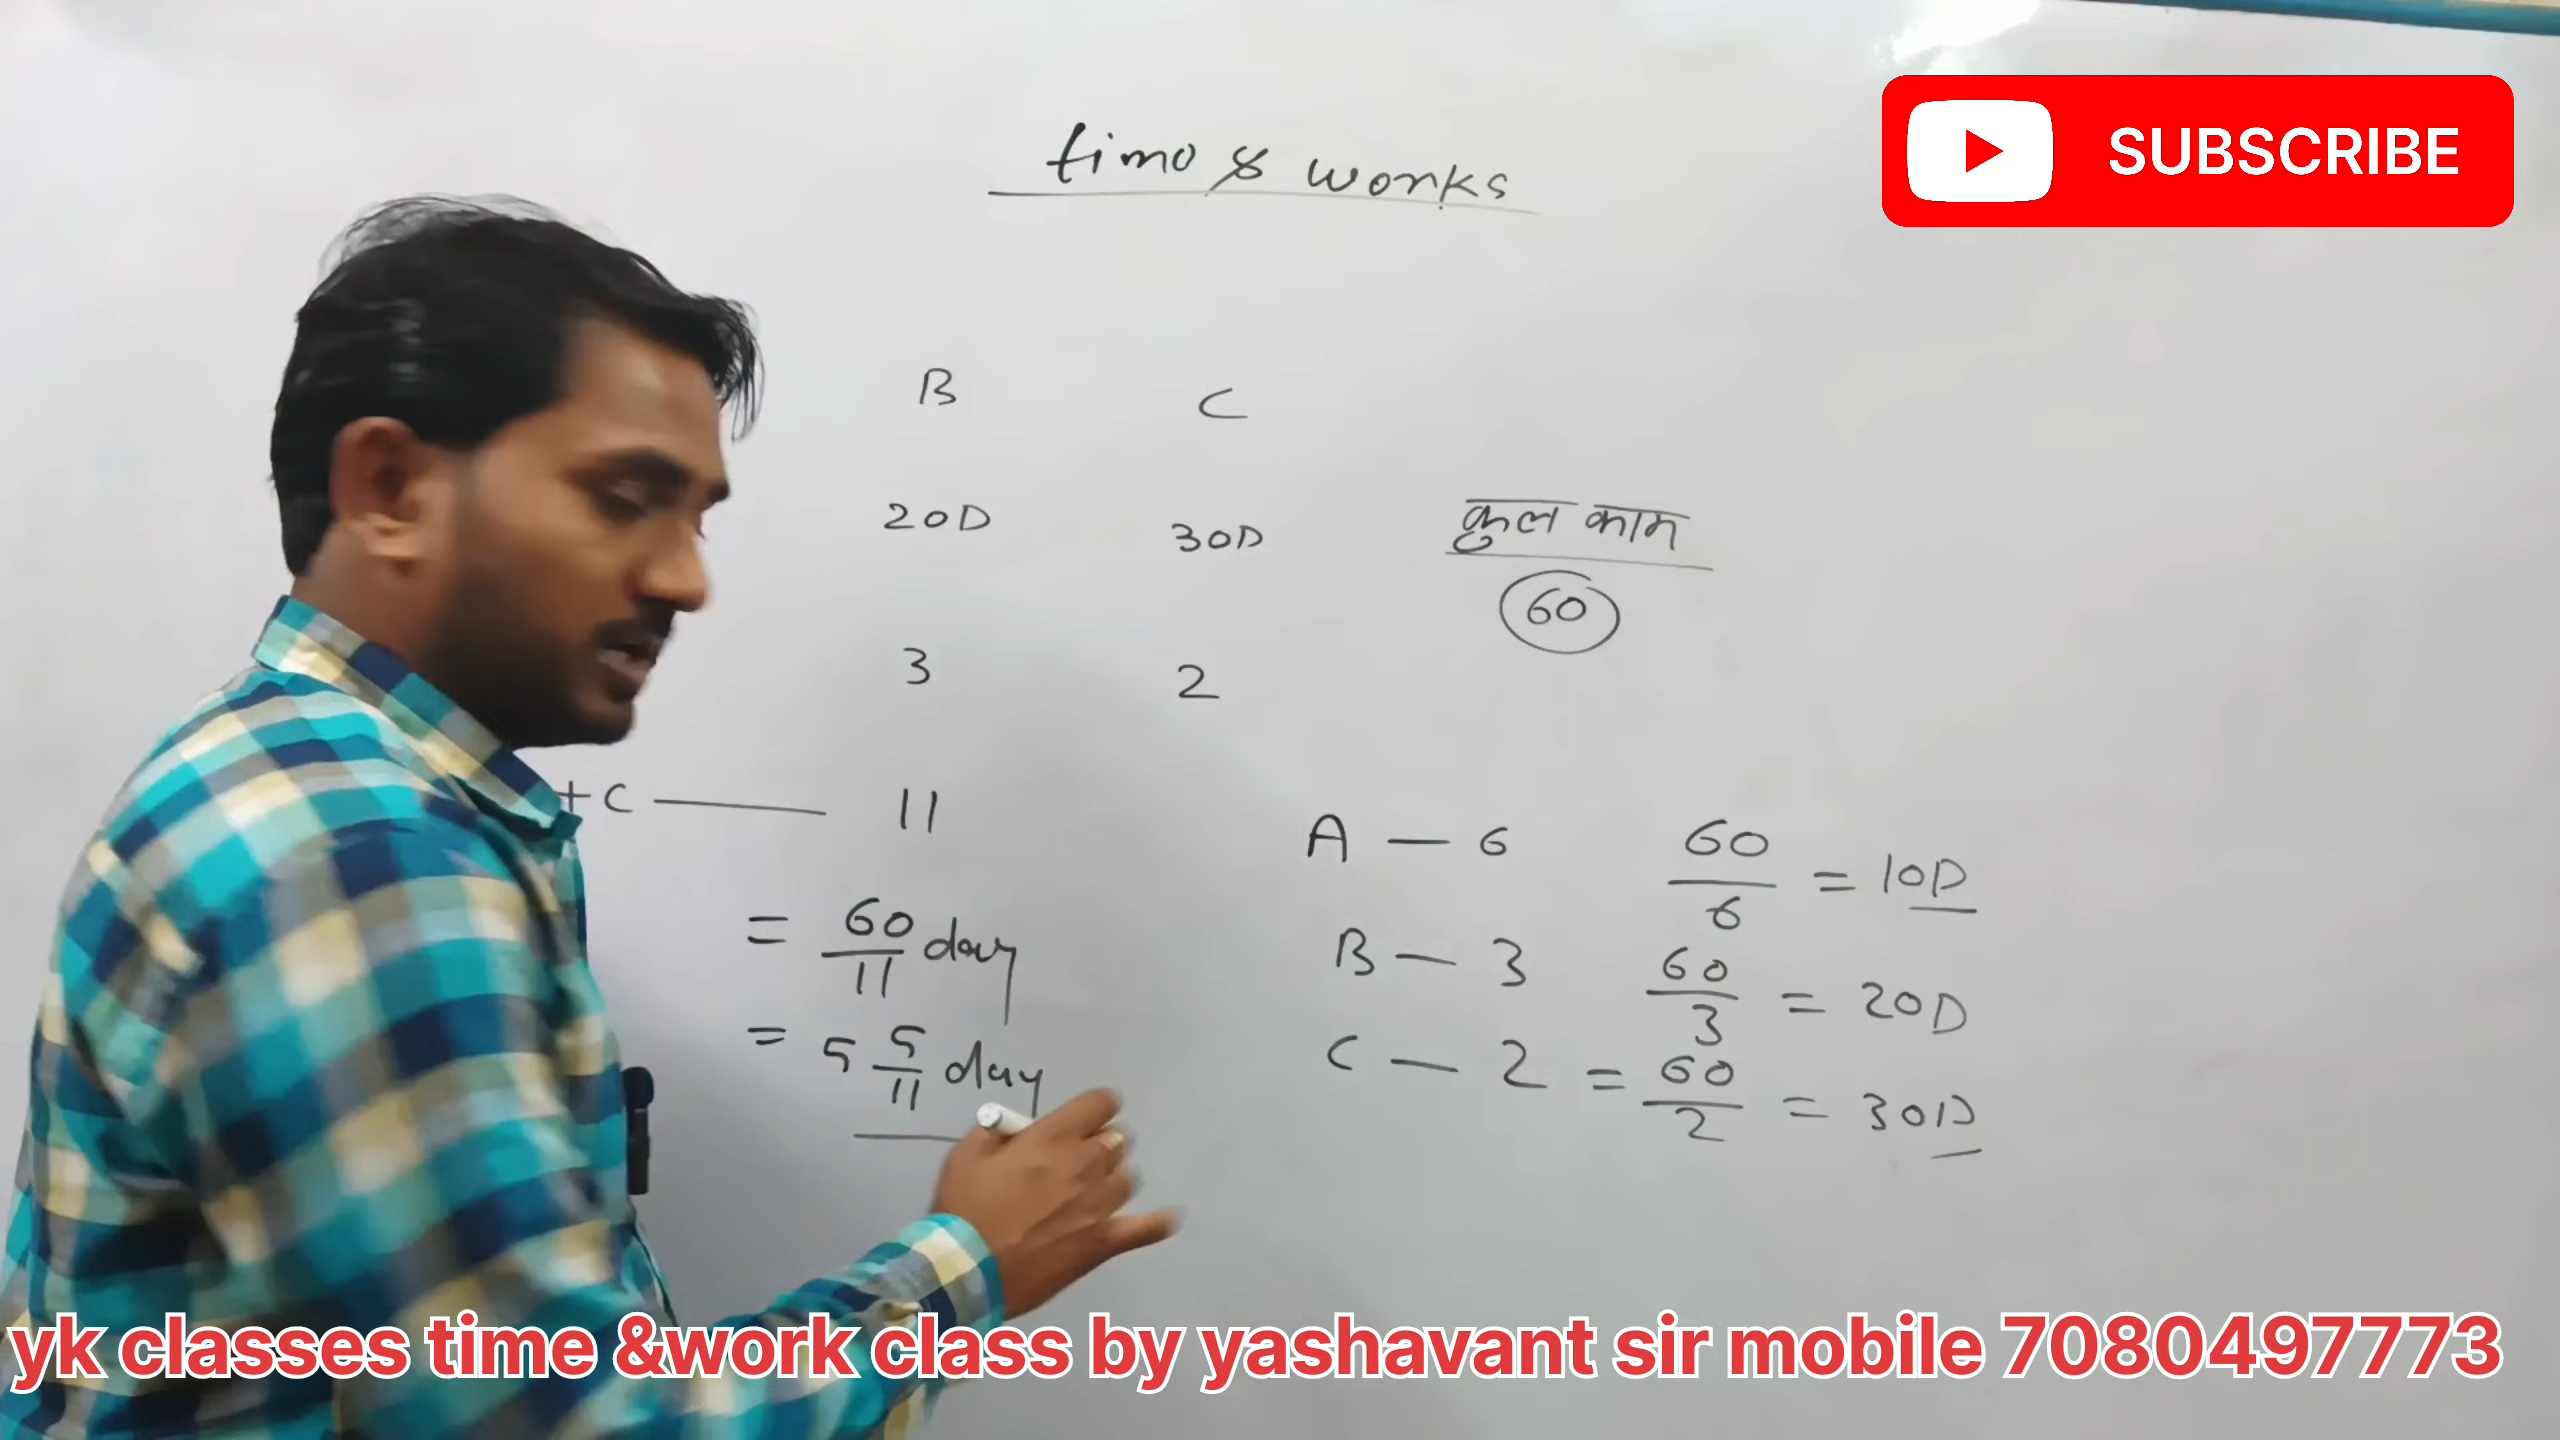 SUBSCRIBE
time & works
B C
20D 30D कुल काम
60
3 2
+C — 11
= 60/11 day
= 5 5/11 day
A — 6 60/6 = 10D
B — 3 60/3 = 20D
C — 2 = 60/2 = 30D
yk classes time &work class by yashavant sir mobile 7080497773